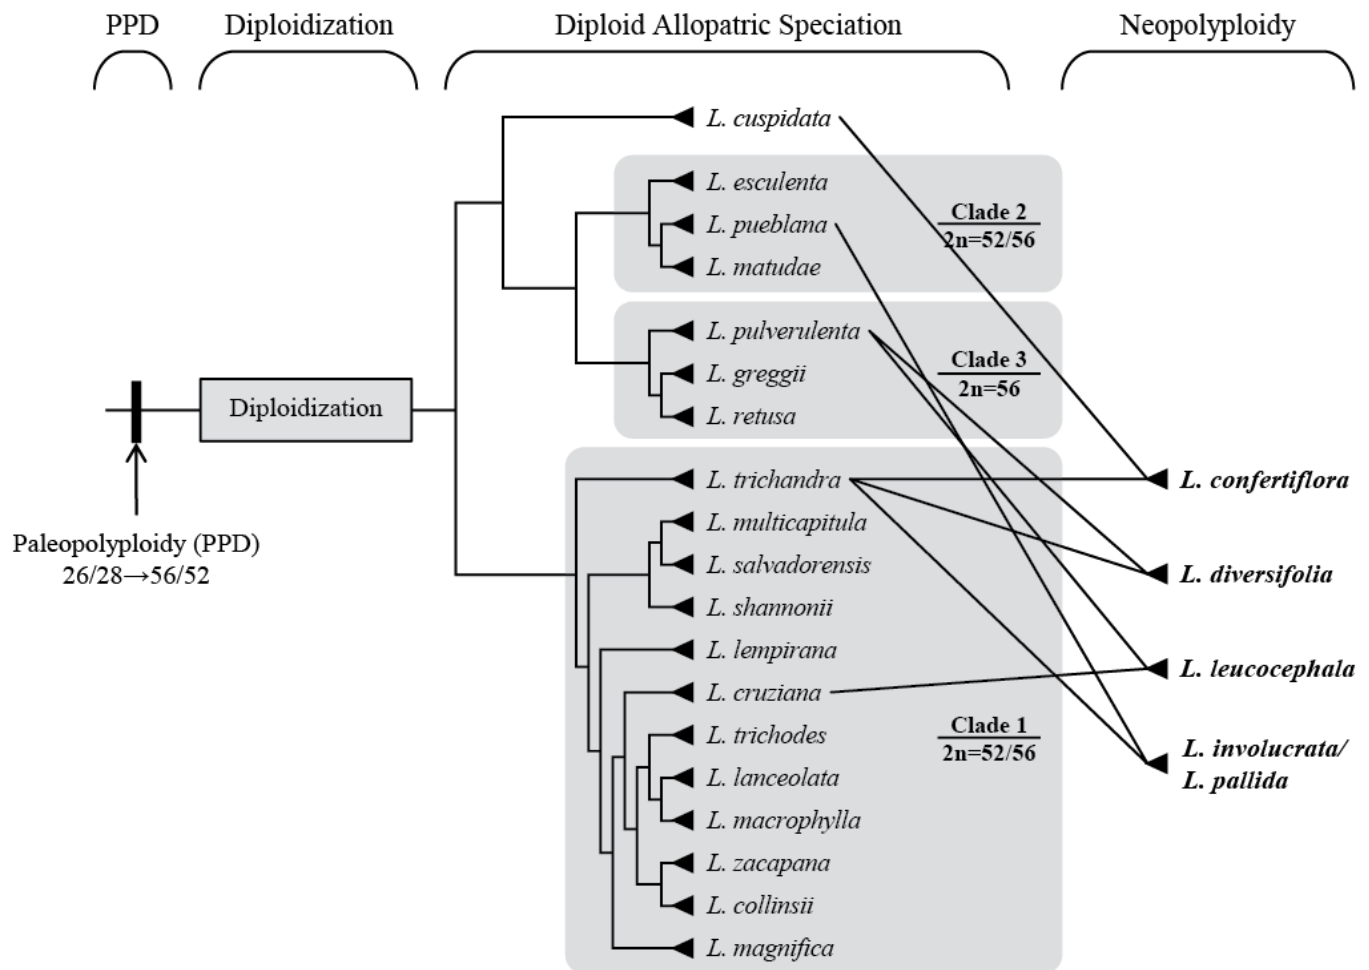 PPD
Diploidization
Diploid Allopatric Speciation
Neopolyploidy
L. cuspidata
L. esculenta
L. pueblana
L. matudae
Clade 2
2n=52/56
L. pulverulenta
L. greggii
L. retusa
Clade 3
2n=56
Diploidization
Paleopolyploidy (PPD)
26/28→56/52
L. trichandra
L. multicapitula
L. salvadorensis
L. shannonii
L. lempirana
L. cruziana
L. trichodes
L. lanceolata
L. macrophylla
L. zacapana
L. collinsii
L. magnifica
Clade 1
2n=52/56
L. confertiflora
L. diversifolia
L. leucocephala
L. involucrata/
L. pallida